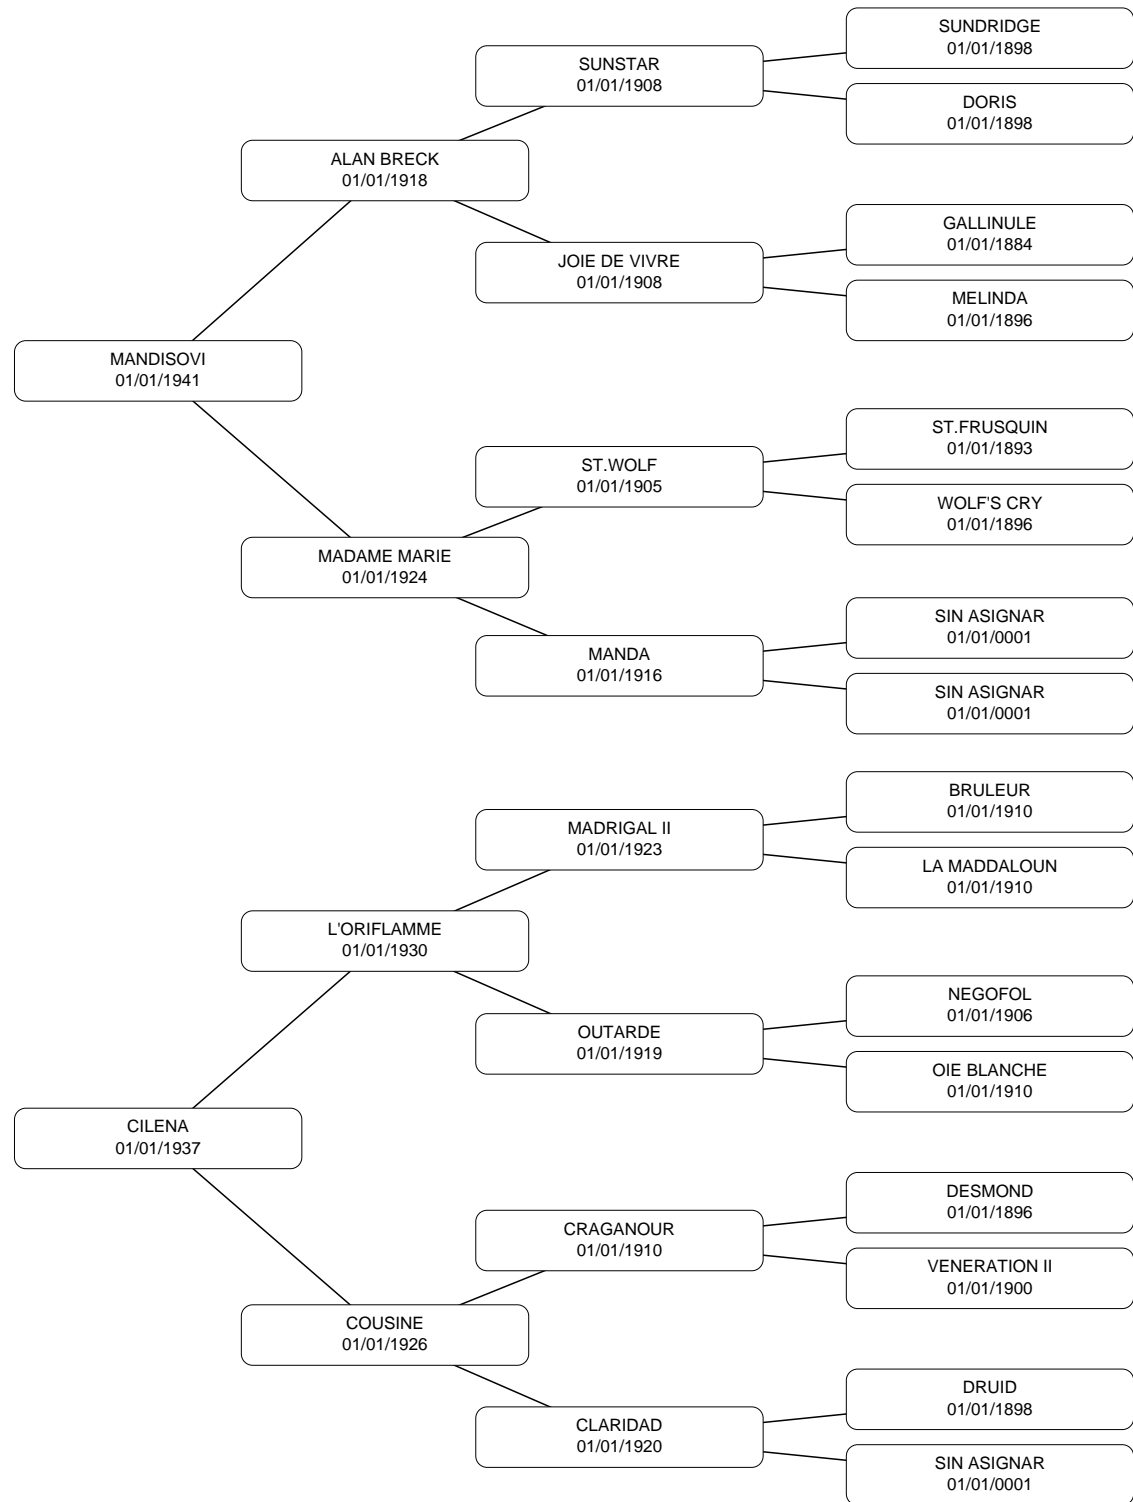 SUNDRIDGE
01/01/1898
SUNSTAR
01/01/1908
DORIS
01/01/1898
ALAN BRECK
01/01/1918
GALLINULE
01/01/1884
JOIE DE VIVRE
01/01/1908
MELINDA
01/01/1896
MANDISOVI
01/01/1941
ST.FRUSQUIN
01/01/1893
ST.WOLF
01/01/1905
WOLF'S CRY
01/01/1896
MADAME MARIE
01/01/1924
SIN ASIGNAR
01/01/0001
MANDA
01/01/1916
SIN ASIGNAR
01/01/0001
BRULEUR
01/01/1910
MADRIGAL II
01/01/1923
LA MADDALOUN
01/01/1910
L'ORIFLAMME
01/01/1930
NEGOFOL
01/01/1906
OUTARDE
01/01/1919
OIE BLANCHE
01/01/1910
CILENA
01/01/1937
DESMOND
01/01/1896
CRAGANOUR
01/01/1910
VENERATION II
01/01/1900
COUSINE
01/01/1926
DRUID
01/01/1898
CLARIDAD
01/01/1920
SIN ASIGNAR
01/01/0001